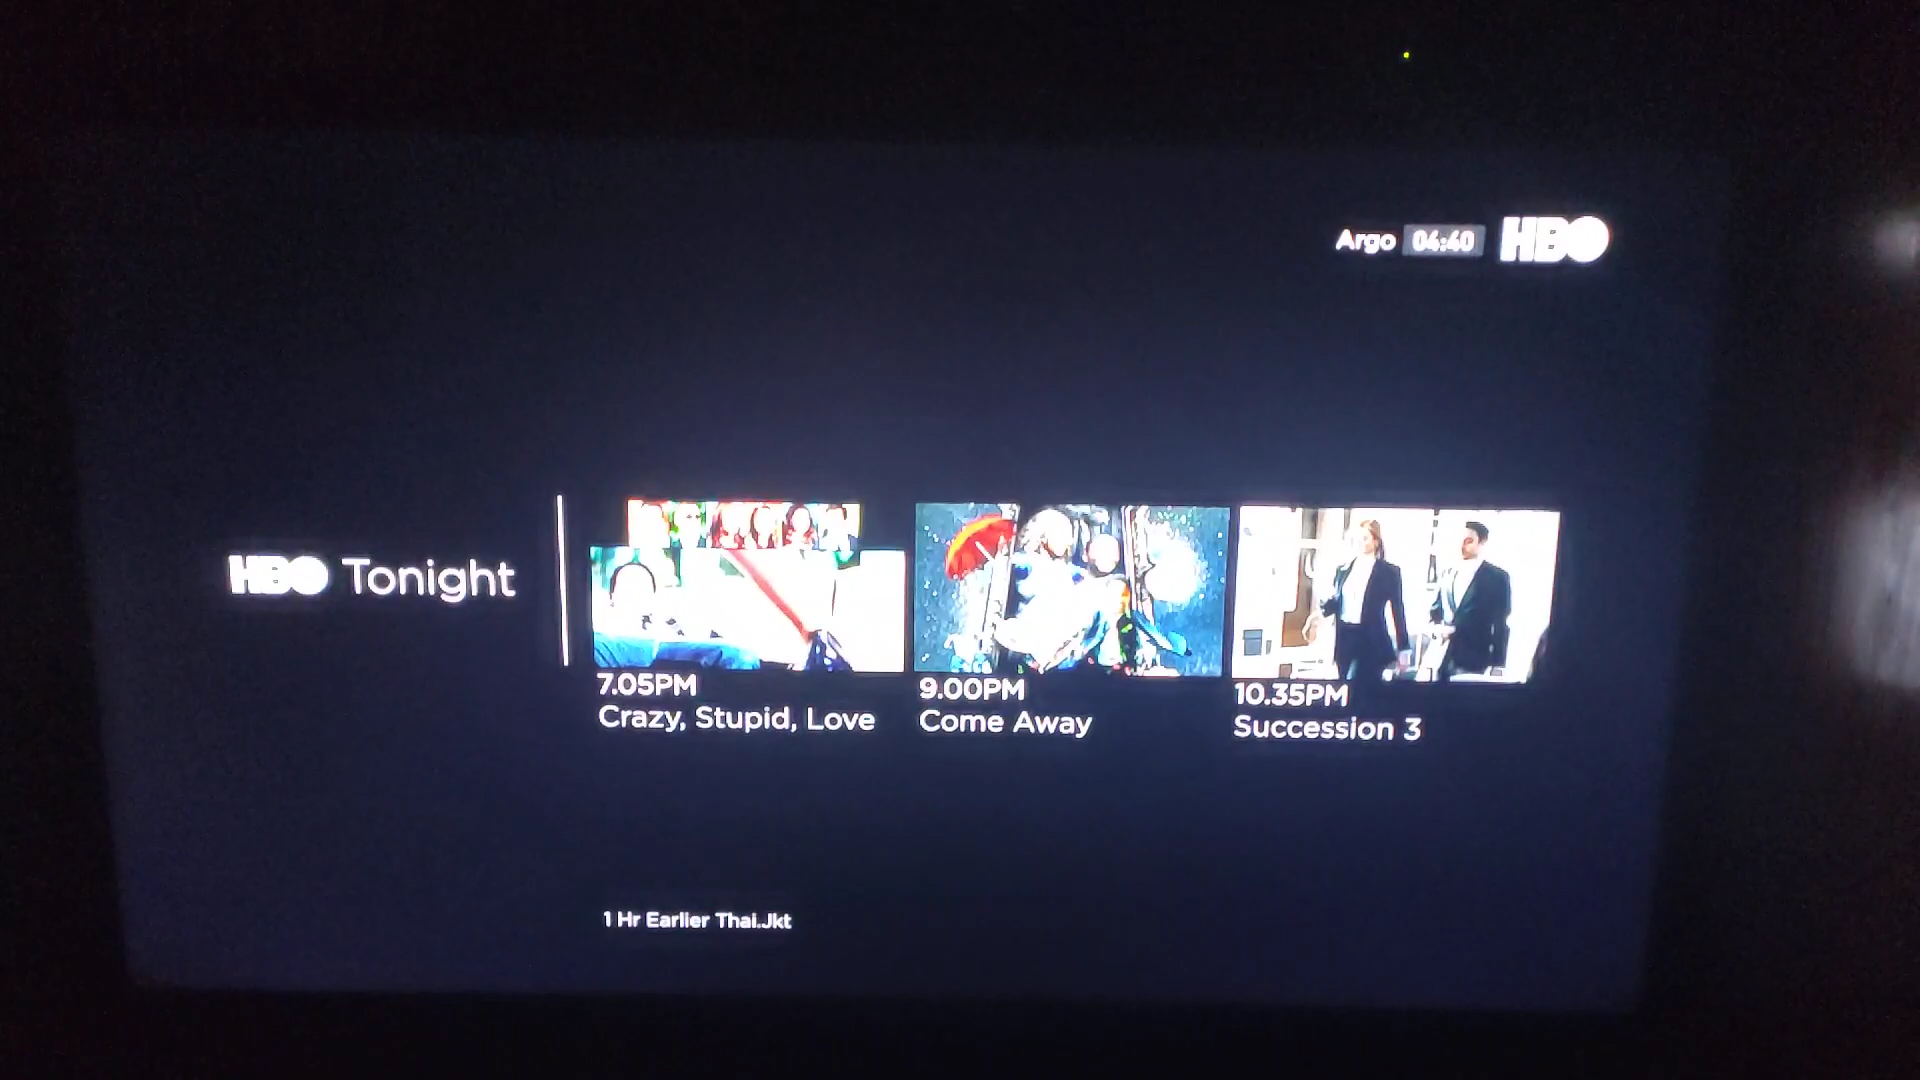 Argo 04:40 HBO
HBO Tonight
7.05PM
Crazy, Stupid, Love
9.00PM
Come Away
10.35PM
Succession 3
1 Hr Earlier Thai.Jkt